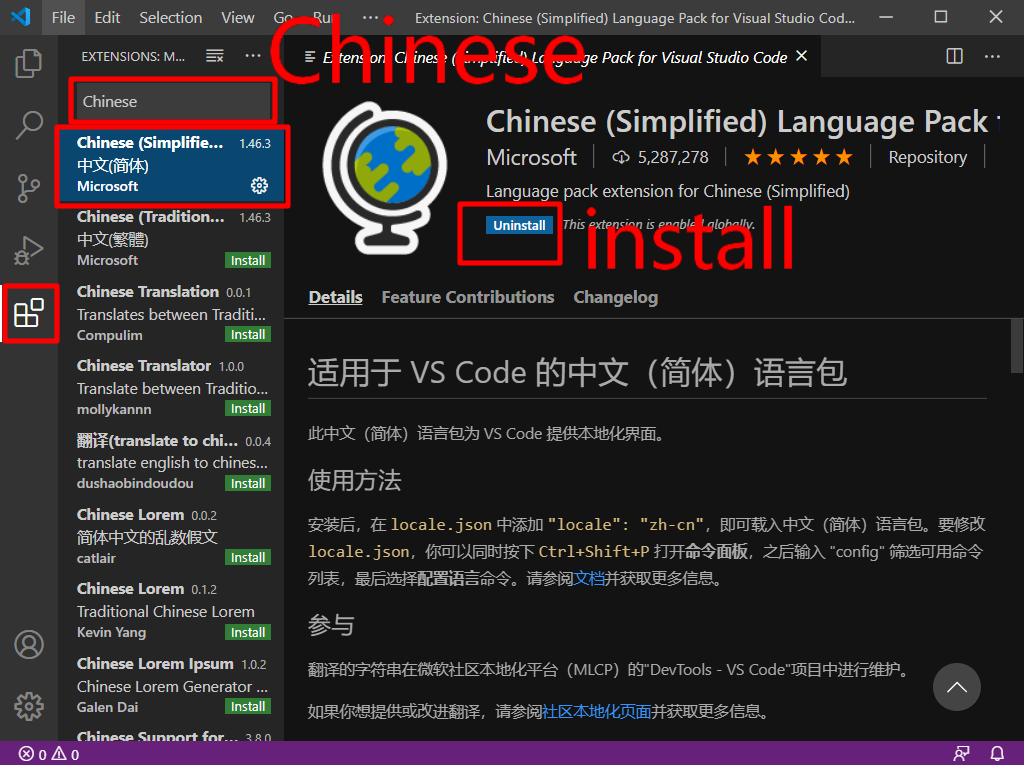 File Edit Selection View Go Run ··· Extension: Chinese (Simplified) Language Pack for Visual Studio Cod...
EXTENSIONS: M...
Extension: Chinese (Simplified) Language Pack for Visual Studio Code
Chinese
Chinese
Chinese (Simplifie... 1.46.3
中文(简体)
Microsoft
Chinese (Tradition... 1.46.3
中文(繁體)
Microsoft Install
Chinese Translation 0.0.1
Translates between Traditi...
Compulim Install
Chinese Translator 1.0.0
Translate between Traditio...
mollykannn Install
翻译(translate to chi... 0.0.4
translate english to chines...
dushaobindoudou Install
Chinese Lorem 0.0.2
简体中文的乱数假文
catlair Install
Chinese Lorem 0.1.2
Traditional Chinese Lorem
Kevin Yang Install
Chinese Lorem Ipsum 1.0.2
Chinese Lorem Generator ...
Galen Dai Install
Chinese Support for... 3.8.0
Chinese (Simplified) Language Pack
Microsoft 5,287,278 ★★★★★ Repository
Language pack extension for Chinese (Simplified)
Uninstall This extension is enabled globally.
install
Details Feature Contributions Changelog
适用于 VS Code 的中文（简体）语言包
此中文（简体）语言包为 VS Code 提供本地化界面。
使用方法
安装后，在 locale.json 中添加 "locale": "zh-cn"，即可载入中文（简体）语言包。要修改
locale.json，你可以同时按下 Ctrl+Shift+P 打开命令面板，之后输入 "config" 筛选可用命令
列表，最后选择配置语言命令。请参阅文档并获取更多信息。
参与
翻译的字符串在微软社区本地化平台（MLCP）的"DevTools - VS Code"项目中进行维护。
如果你想提供或改进翻译，请参阅社区本地化页面并获取更多信息。
0 0